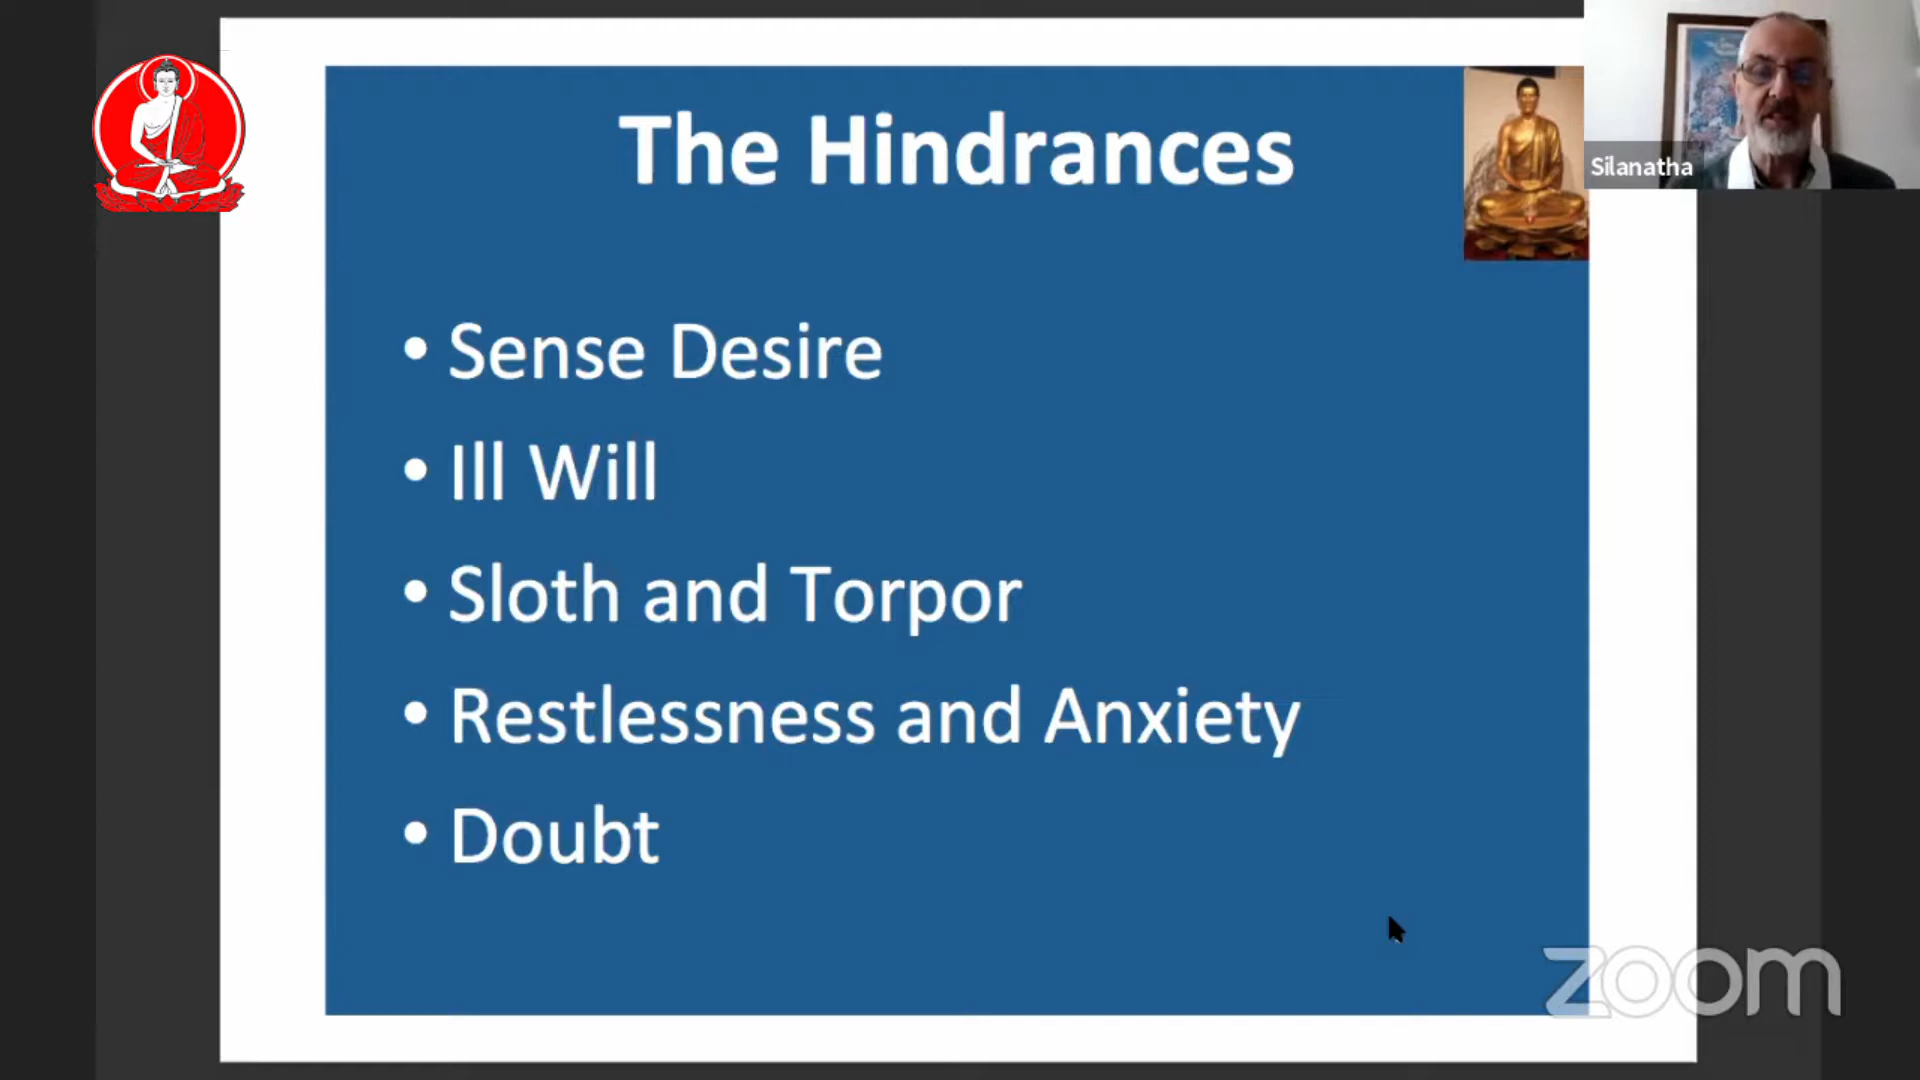 The Hindrances
Silanatha
• Sense Desire
• Ill Will
• Sloth and Torpor
• Restlessness and Anxiety
• Doubt
zoom